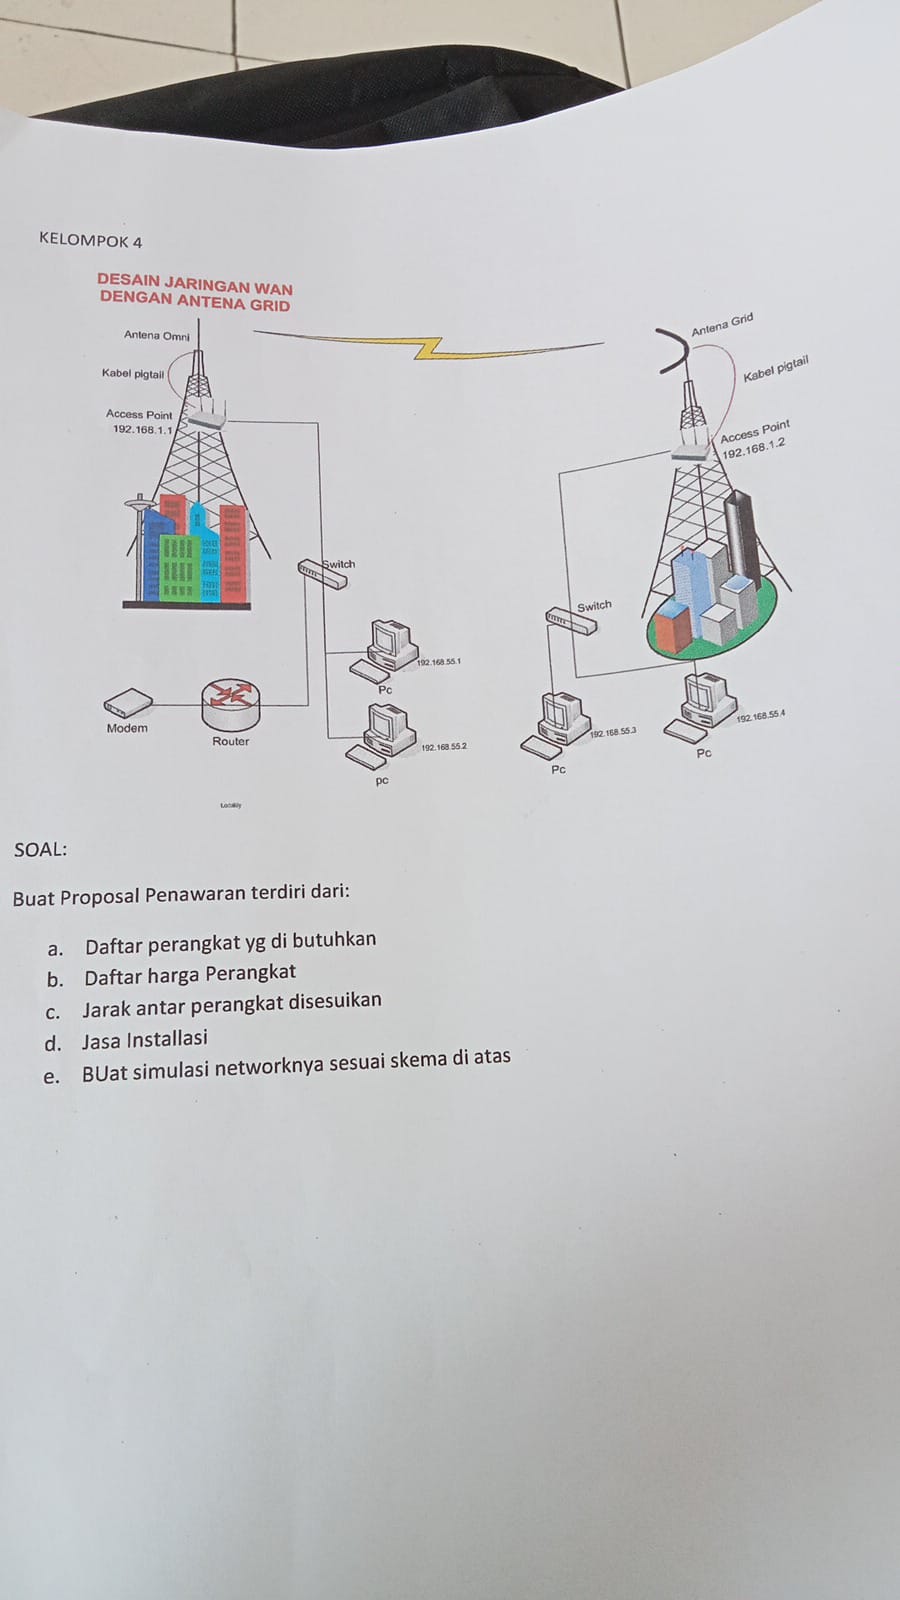 KELOMPOK 4
DESAIN JARINGAN WAN
DENGAN ANTENA GRID
Antena Omni
Kabel pigtail
Access Point
192.168.1.1
Switch
192.168.55.1
Pc
192.168.55.2
pc
Modem
Router
Antena Grid
Kabel pigtail
Access Point
192.168.1.2
Switch
192.168.55.3
Pc
192.168.55.4
Pc
SOAL:
Buat Proposal Penawaran terdiri dari:
a. Daftar perangkat yg di butuhkan
b. Daftar harga Perangkat
c. Jarak antar perangkat disesuikan
d. Jasa Installasi
e. BUat simulasi networknya sesuai skema di atas